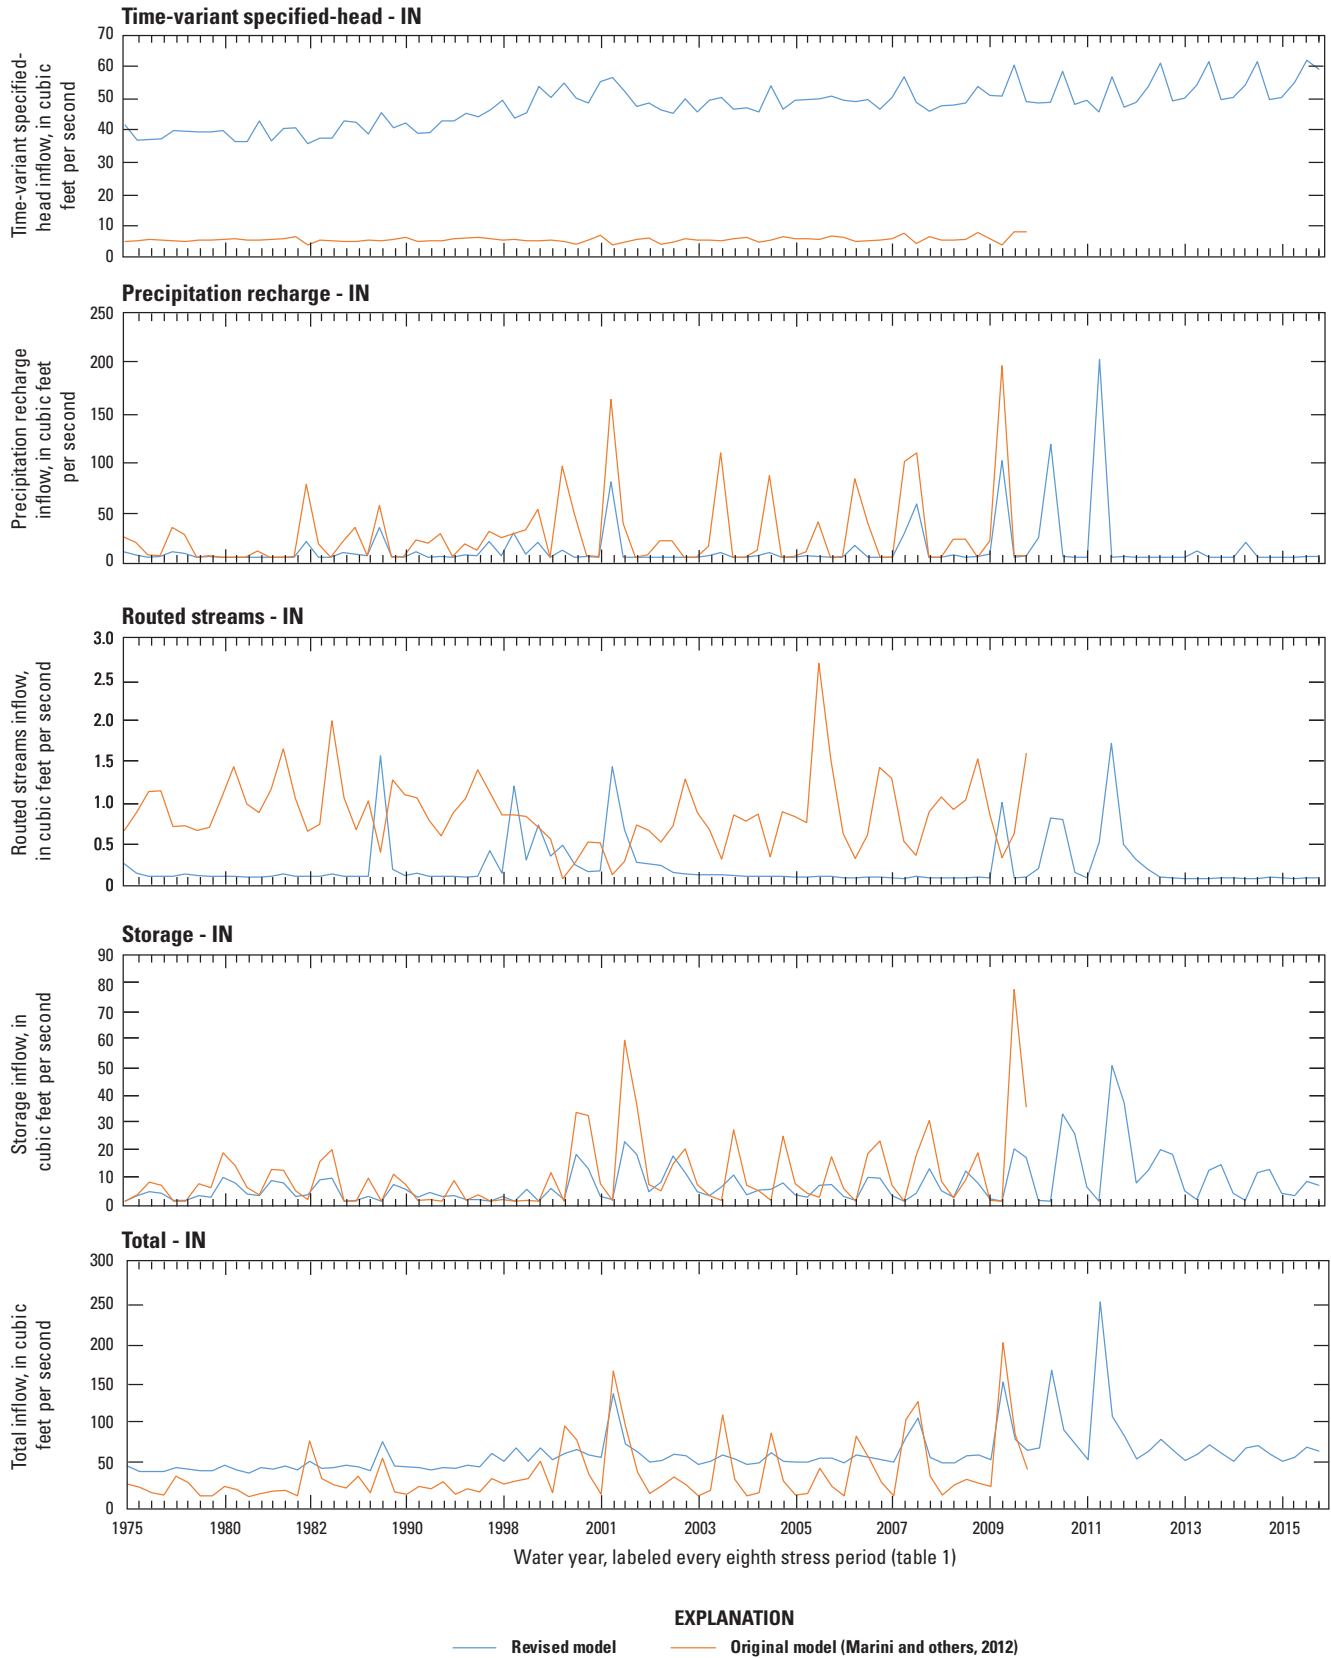 Time-variant specified-head - IN
Time-variant specified-
head inflow, in cubic
feet per second
70
60
50
40
30
20
10
0
Precipitation recharge - IN
Precipitation recharge
inflow, in cubic feet
per second
250
200
150
100
50
0
Routed streams - IN
Routed streams inflow,
in cubic feet per second
3.0
2.5
2.0
1.5
1.0
0.5
0
Storage - IN
Storage inflow, in
cubic feet per second
90
80
70
60
50
40
30
20
10
0
Total - IN
Total inflow, in cubic
feet per second
300
250
200
150
100
50
0
1975 1980 1982 1990 1998 2001 2003 2005 2007 2009 2011 2013 2015
Water year, labeled every eighth stress period (table 1)
EXPLANATION
Revised model
Original model (Marini and others, 2012)